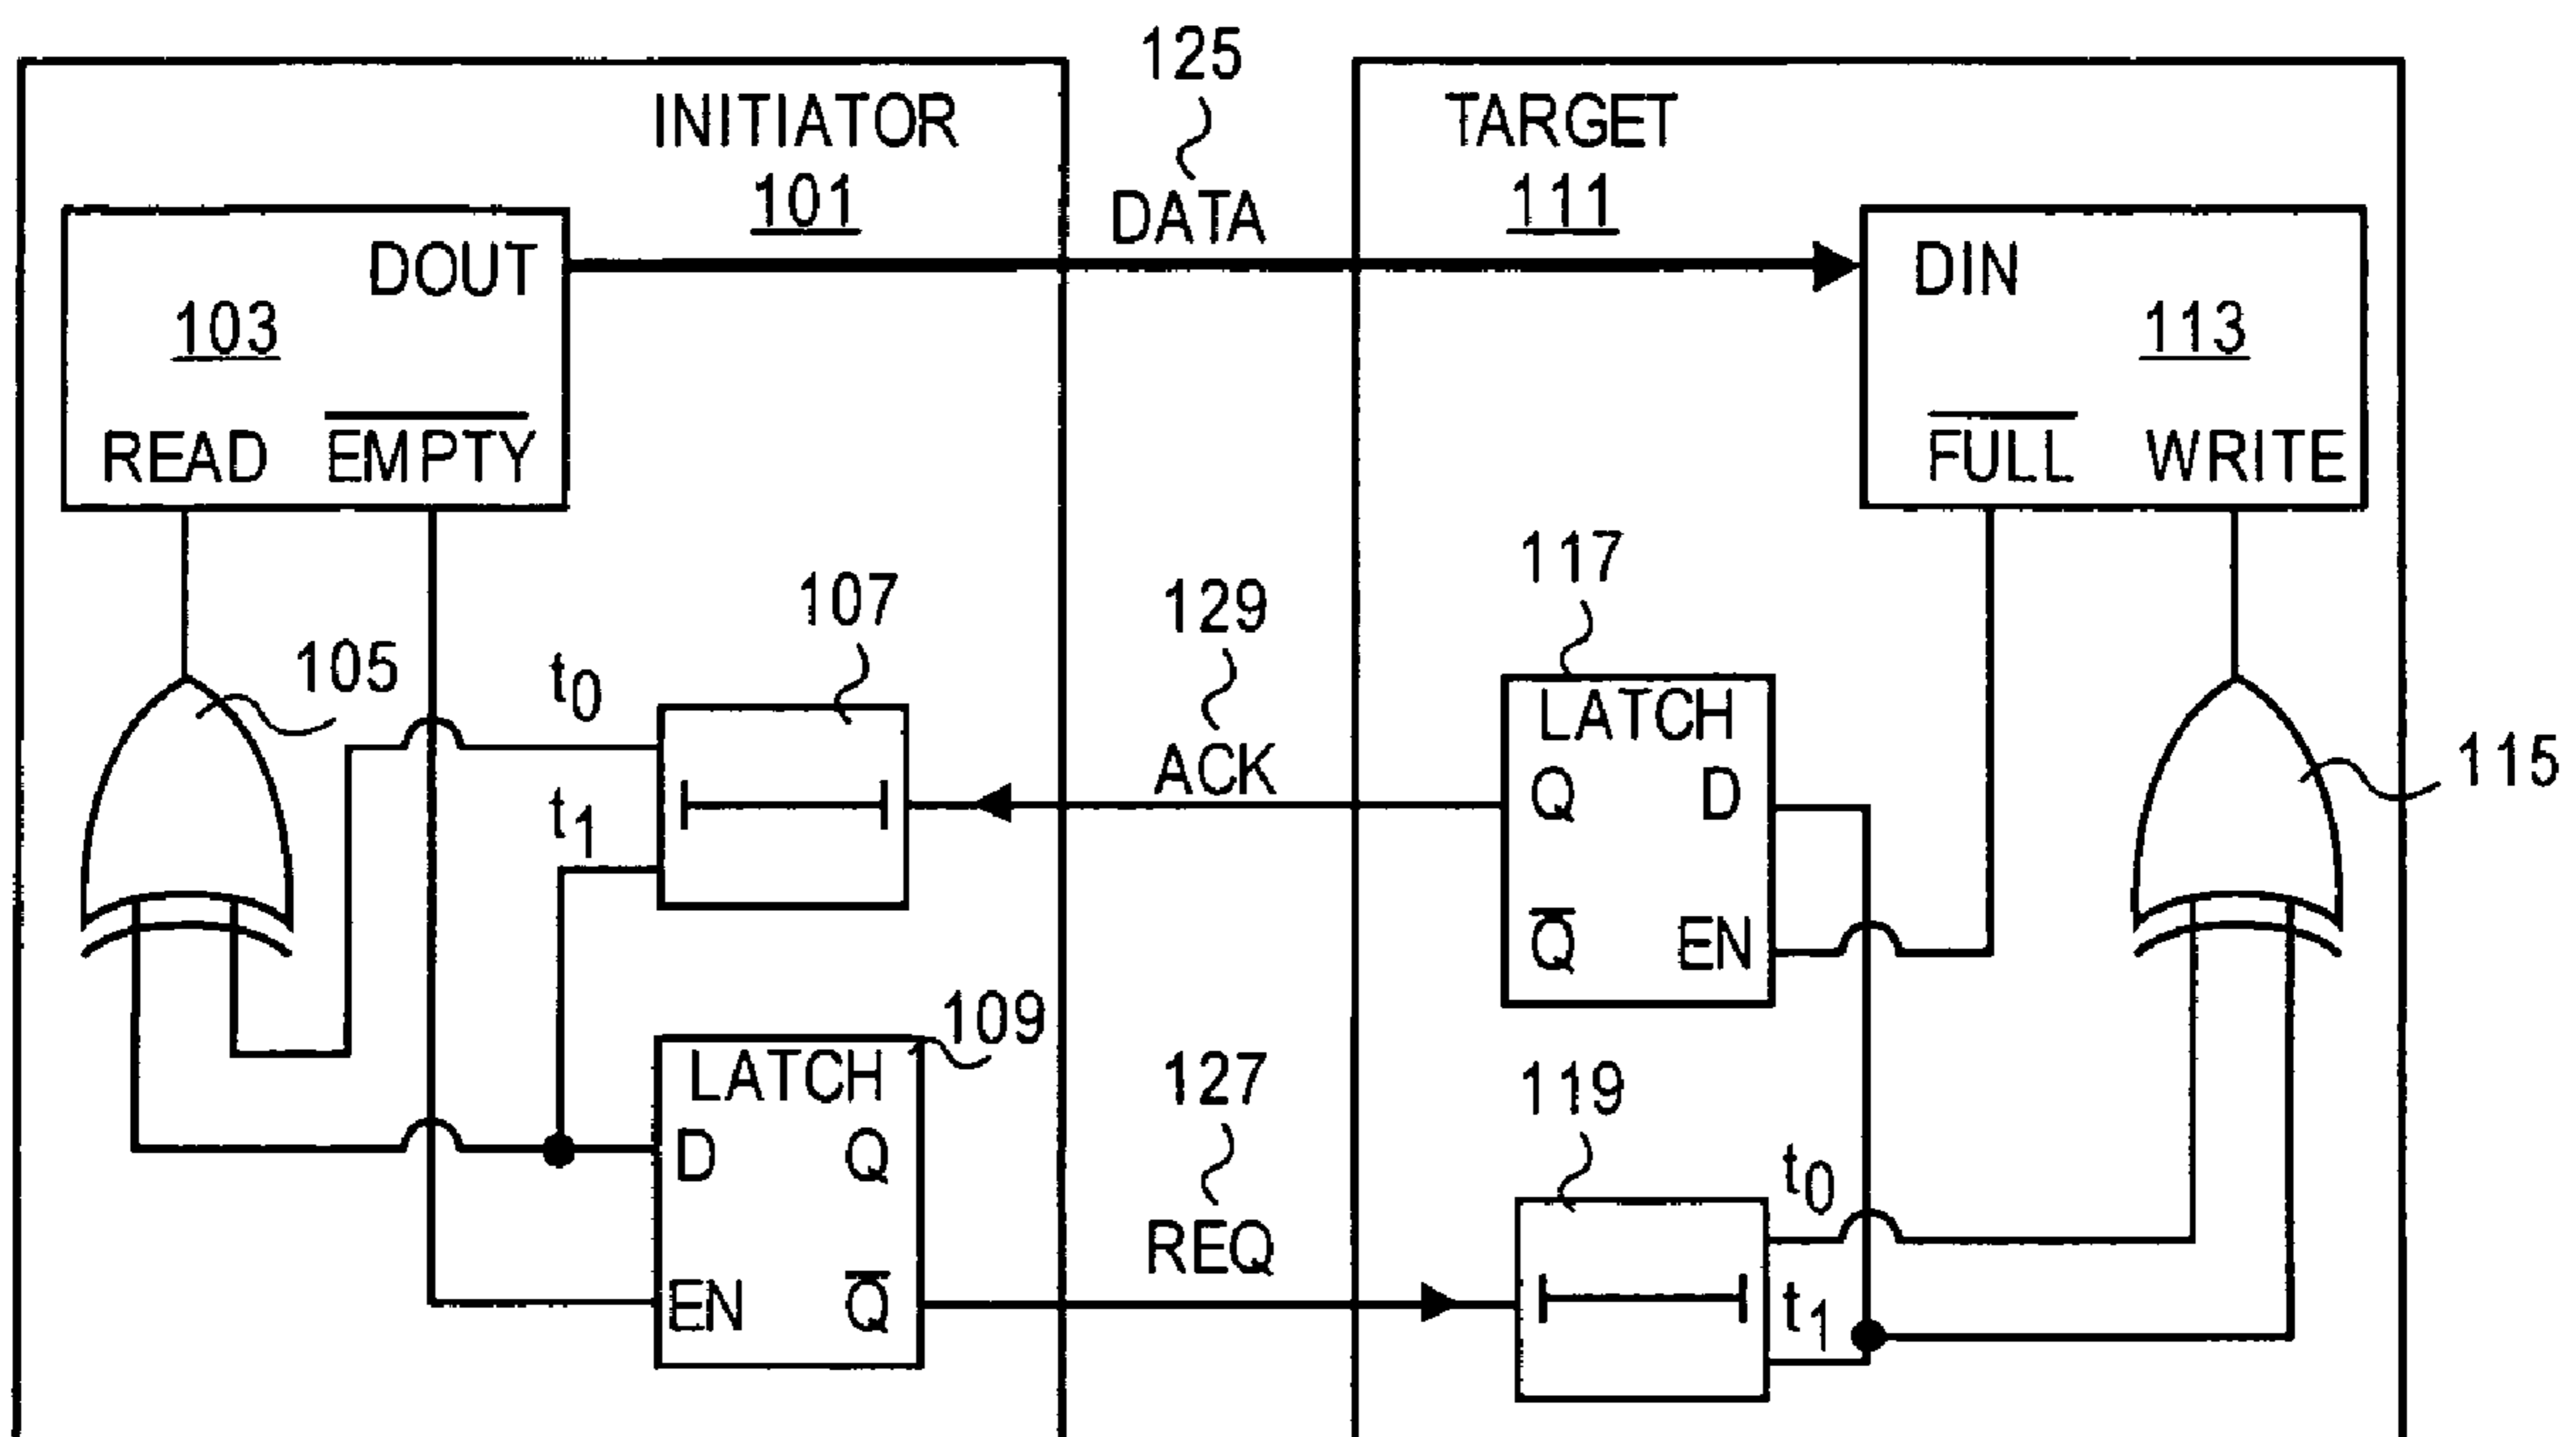 125
INITIATOR
101
DATA
TARGET
111
DOUT
103
READ
EMPTY
DIN
113
FULL
WRITE
105
t0
107
t1
129
ACK
117
LATCH
Q
D
Q
EN
115
109
LATCH
D
Q
EN
Q
127
REQ
119
t0
t1